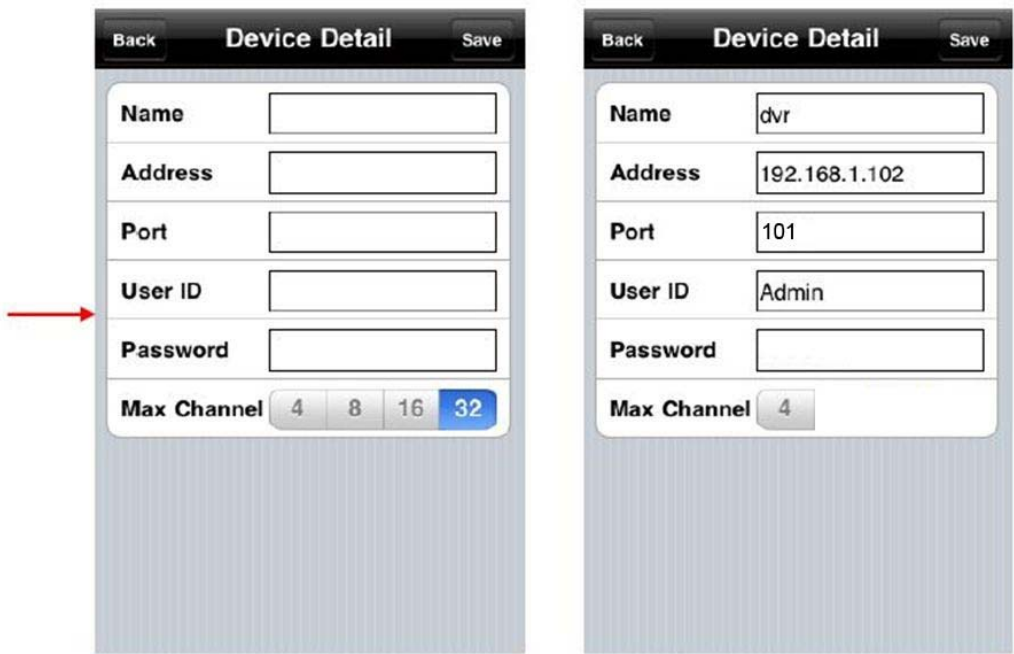 Back Device Detail Save
Name
Address
Port
User ID
Password
Max Channel 4 8 16 32
Back Device Detail Save
Name dvr
Address 192.168.1.102
Port 101
User ID Admin
Password
Max Channel 4